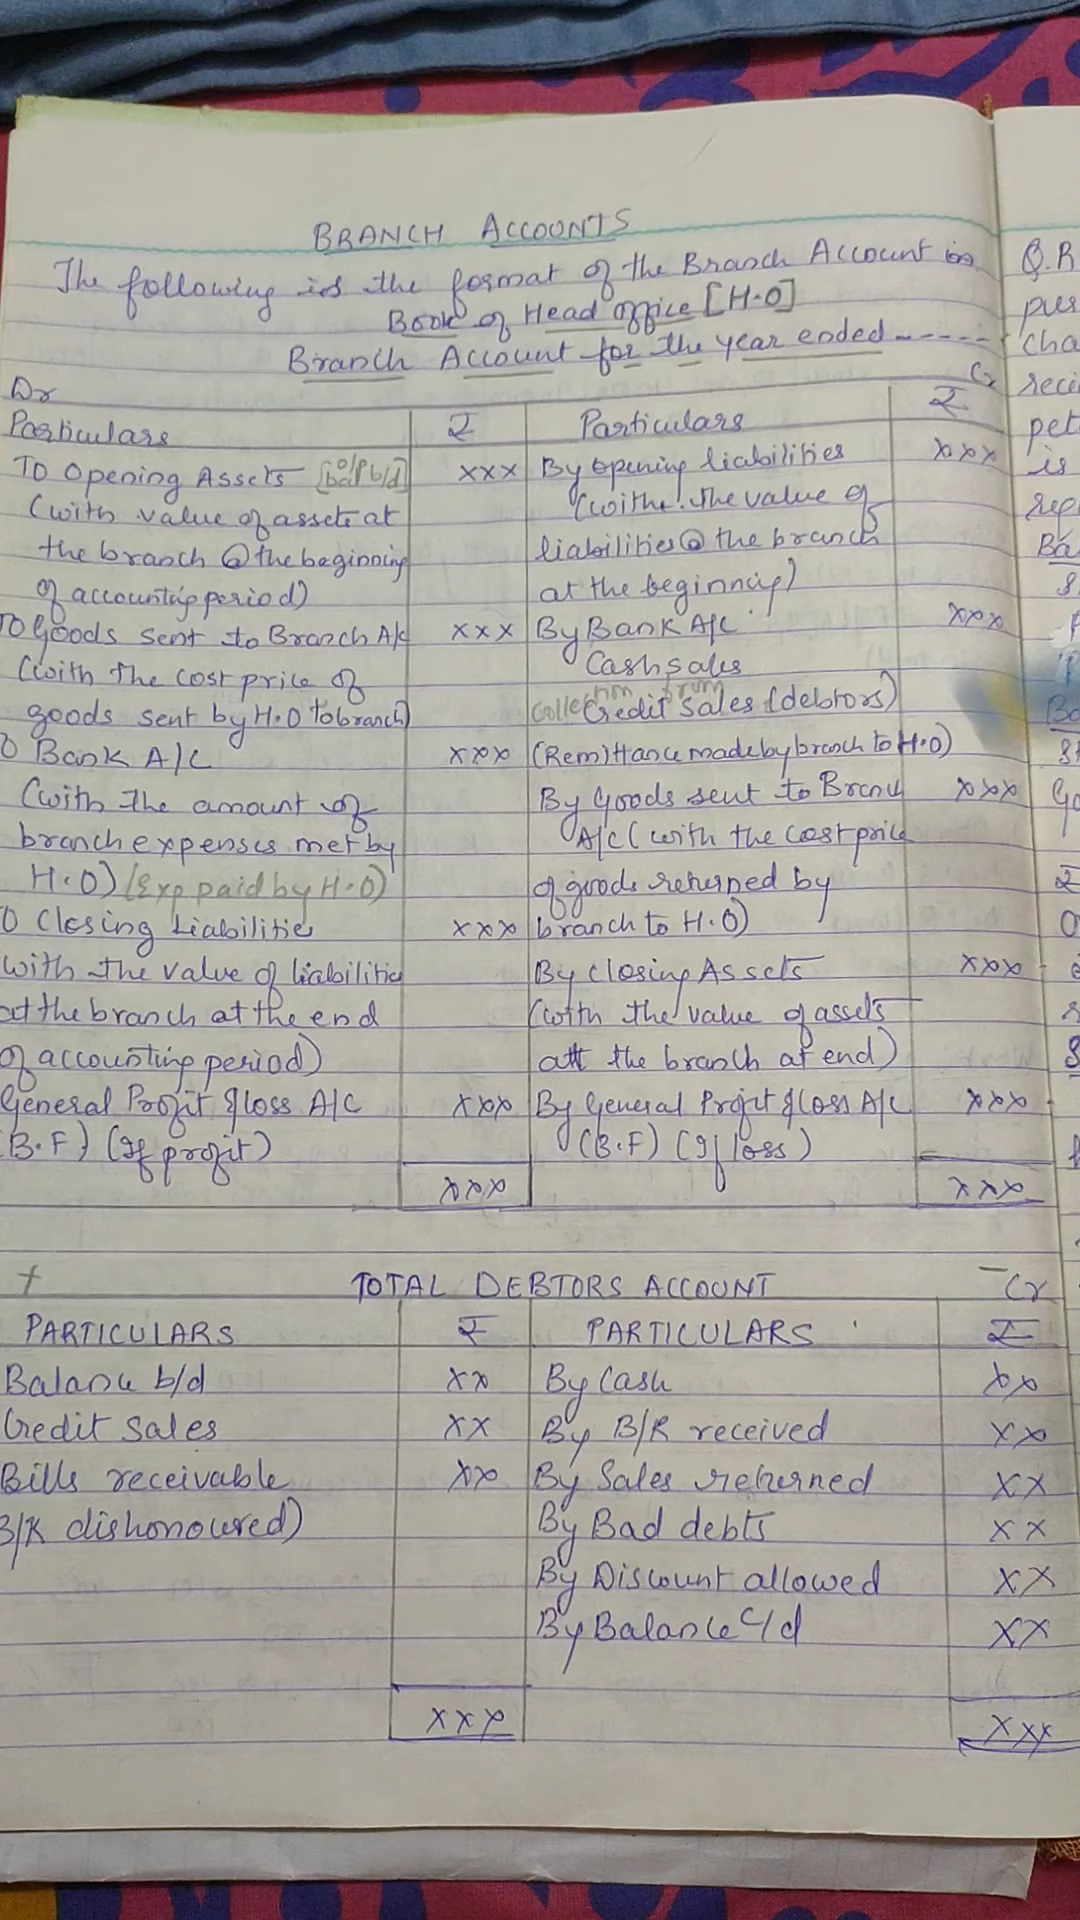 BRANCH ACCOUNTS
The following is the format of the Branch Account in
Book of Head office [H.O]
Branch Account for the year ended -----
Dr
Cr
Particulars ₹ Particulars ₹
To Opening Assets [o/p bal b/d] xxx By opening liabilities xxx
(with value of assets at (with the value of
the branch @ the beginning liabilities @ the branch
of accounting period) at the beginning)
To Goods sent to Branch A/c xxx By Bank A/c xxx
(with the cost price of Cash sales
goods sent by H.O to branch) Collection from Credit Sales (debtors)
o Bank A/c xxx (Remittance made by branch to H.O)
(with the amount of By Goods sent to Branch xxx
branch expenses met by A/c (with the cost price
H.O) (Exp paid by H.O) of goods returned by
o Closing Liabilities xxx branch to H.O)
with the value of liabilities By Closing Assets xxx
at the branch at the end (with the value of assets
of accounting period) at the branch at end)
General Profit & loss A/c xxx By General Profit & Loss A/c xxx
(B.F) (If profit) (B.F) (If loss)
xxx xxx
+ TOTAL DEBTORS ACCOUNT - Cr
PARTICULARS ₹ PARTICULARS ₹
Balance b/d xx By Cash xx
Credit Sales xx By B/R received xx
Bills receivable xx By Sales returned xx
B/R dishonoured) By Bad debts xx
By Discount allowed xx
By Balance c/d xx
xxx xxx
Q.R
pur
cha
reci
pet
is
rep